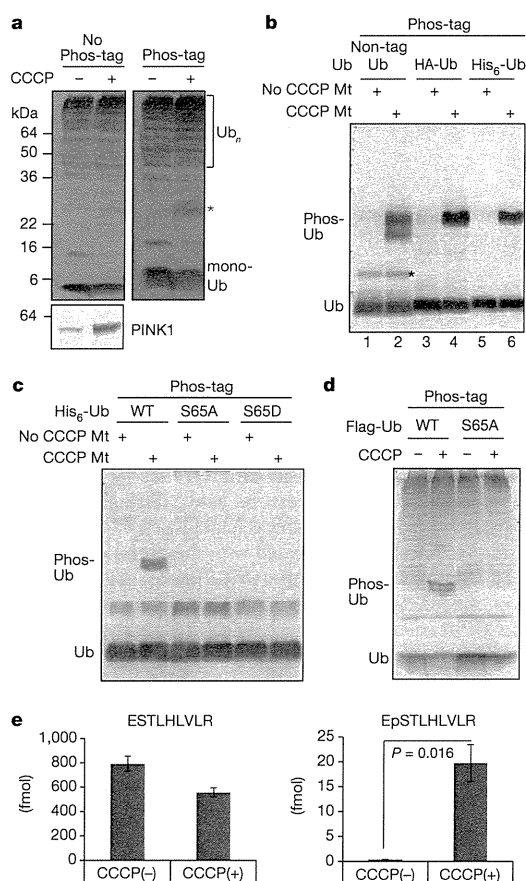 a
No
Phos-tag Phos-tag
CCCP − + − +
kDa
64
50
36
22
16
6
Ubn
*
mono-
Ub
64
PINK1
b
Phos-tag
Ub Non-tag Ub HA-Ub His6-Ub
No CCCP Mt + + +
CCCP Mt + + +
Phos-
Ub
*
Ub
1 2 3 4 5 6
c
Phos-tag
His6-Ub WT S65A S65D
No CCCP Mt + + +
CCCP Mt + + +
Phos-
Ub
Ub
d
Phos-tag
Flag-Ub WT S65A
CCCP − + − +
Phos-
Ub
Ub
e
ESTLHLVLR
(fmol)
1,000
800
600
400
200
0
CCCP(−) CCCP(+)
EpSTLHLVLR
(fmol)
25
20
15
10
5
0
P = 0.016
CCCP(−) CCCP(+)